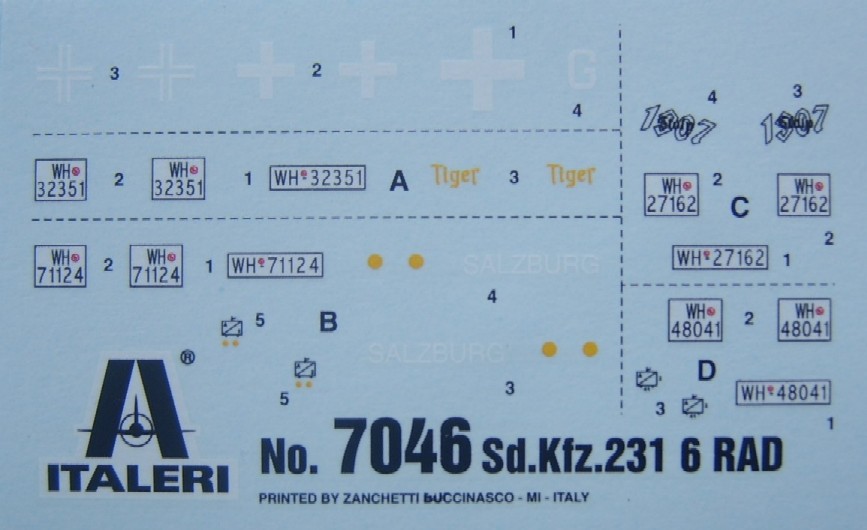 1
3
2
G
4
WH 32351
2
WH 32351
1
WH 32351
A
Tiger
3
Tiger
WH 71124
2
WH 71124
1
WH 71124
SALZBURG
4
5
B
SALZBURG
5
3
4
3
1907
1907
WH 27162
2
WH 27162
C
2
WH 27162
1
WH 48041
2
WH 48041
D
WH 48041
3
1
ITALERI ®
No. 7046 Sd.Kfz.231 6 RAD
PRINTED BY ZANCHETTI BUCCINASCO - MI - ITALY